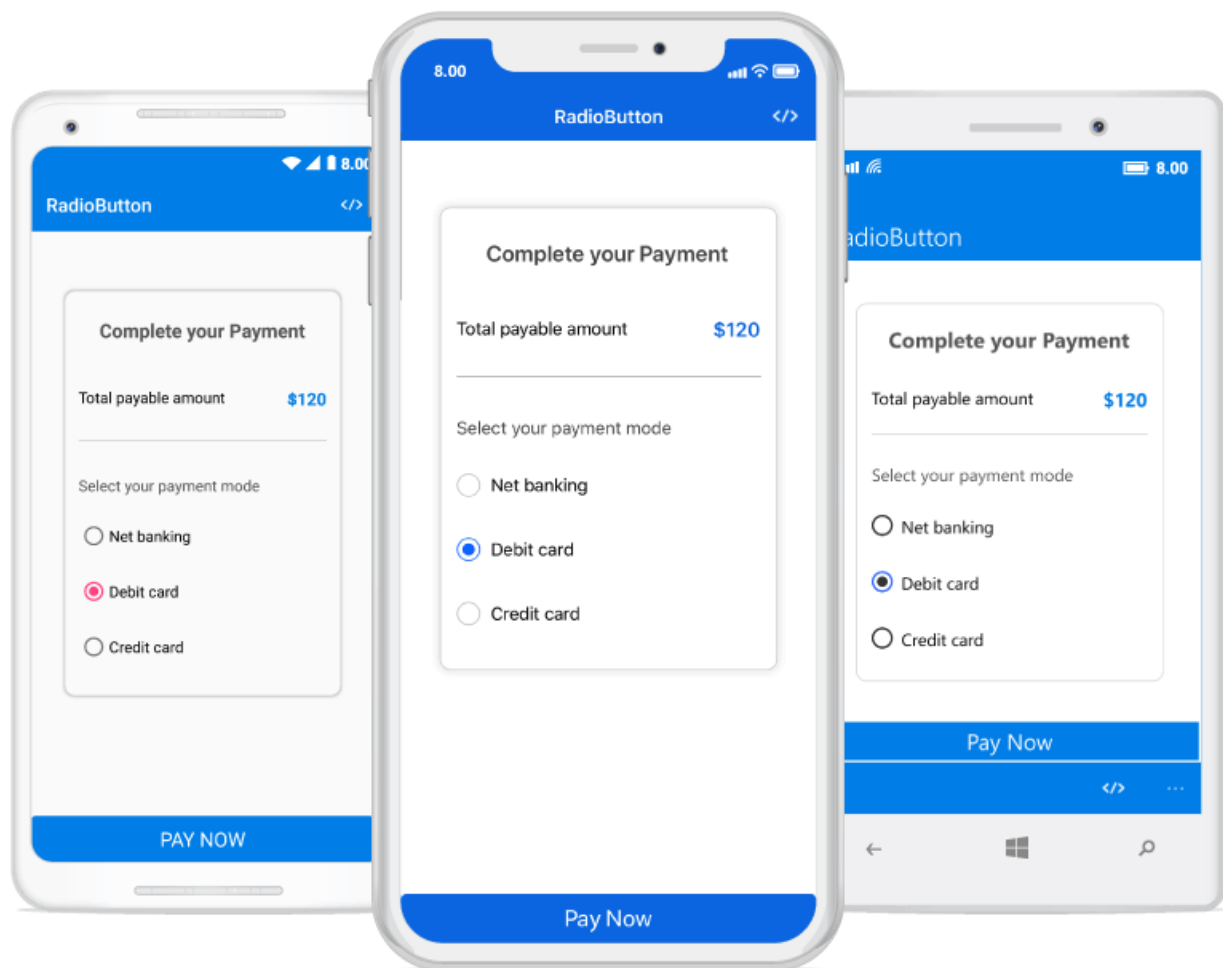 8.00
RadioButton
</>
Complete your Payment
Total payable amount $120
Select your payment mode
Net banking
Debit card
Credit card
PAY NOW
8.00
RadioButton </>
Complete your Payment
Total payable amount $120
Select your payment mode
Net banking
Debit card
Credit card
Pay Now
8.00
adioButton
Complete your Payment
Total payable amount $120
Select your payment mode
Net banking
Debit card
Credit card
Pay Now
</> ...